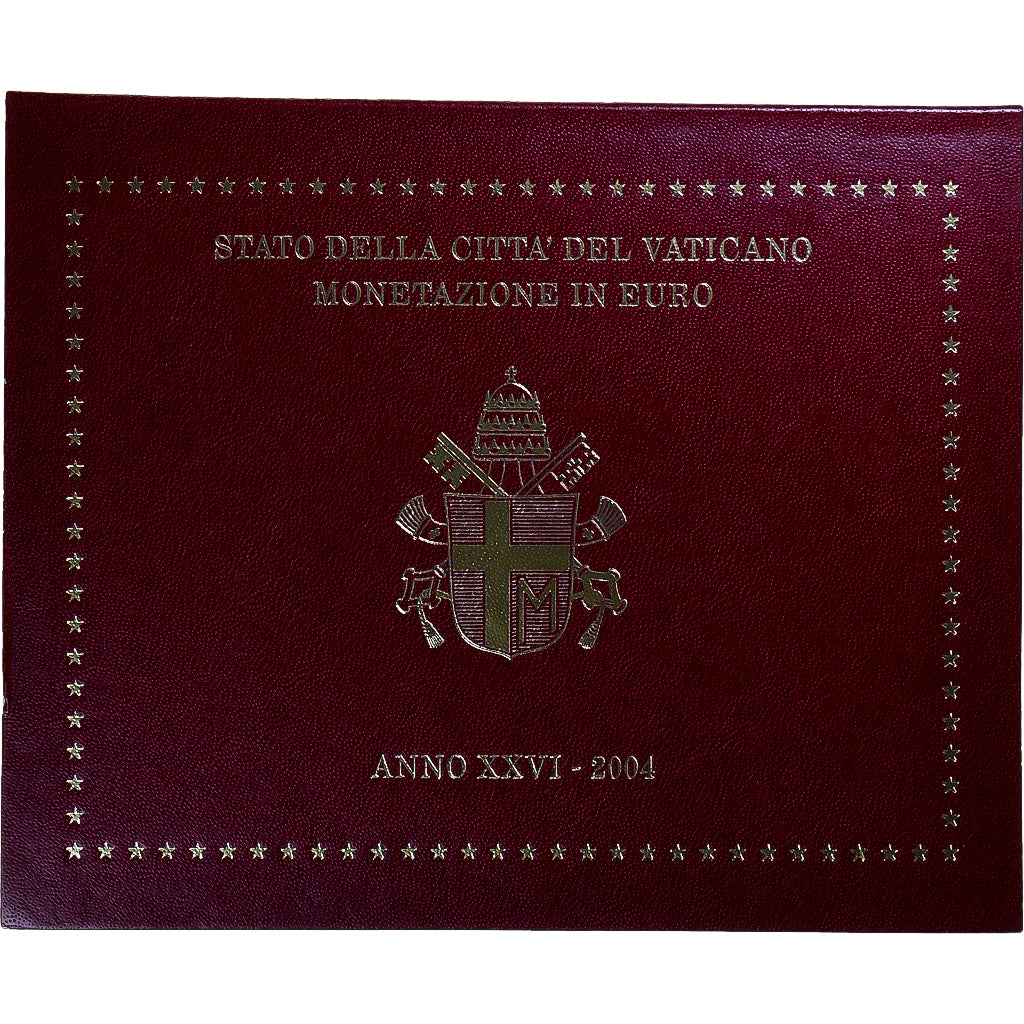 STATO DELLA CITTA' DEL VATICANO
MONETAZIONE IN EURO
M
ANNO XXVI - 2004